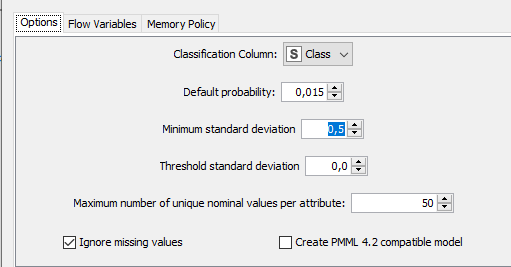 Options Flow Variables Memory Policy
Classification Column: S Class
Default probability: 0,015
Minimum standard deviation 0,5
Threshold standard deviation 0,0
Maximum number of unique nominal values per attribute: 50
Ignore missing values Create PMML 4.2 compatible model